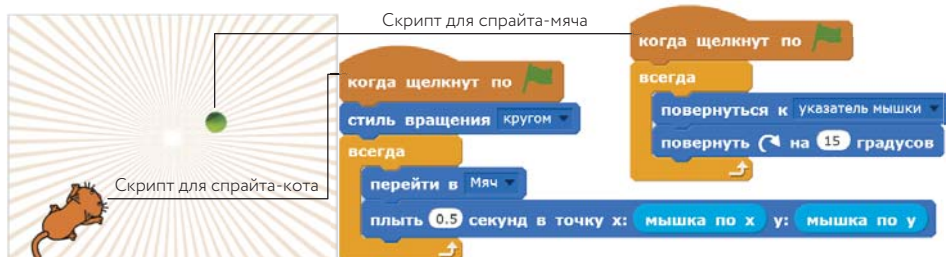 Скрипт для спрайта-мяча
когда щелкнут по
стиль вращения кругом
всегда
перейти в Мяч
плыть 0.5 секунд в точку x: мышка по x y: мышка по y
Скрипт для спрайта-кота
когда щелкнут по
всегда
повернуться к указатель мышки
повернуть на 15 градусов